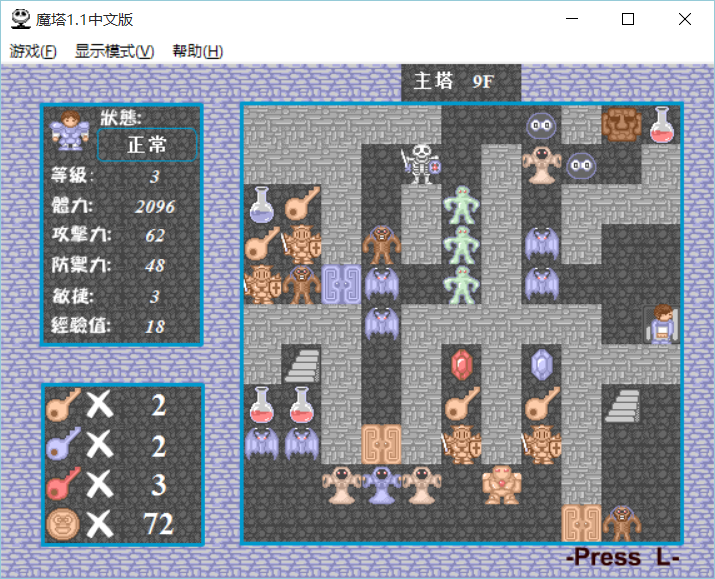 魔塔1.1中文版
游戏(F) 显示模式(V) 帮助(H)
主塔 9F
狀態:
正常
等級: 3
體力: 2096
攻擊力: 62
防禦力: 48
敏捷: 3
經驗值: 18
2
2
3
72
-Press L-